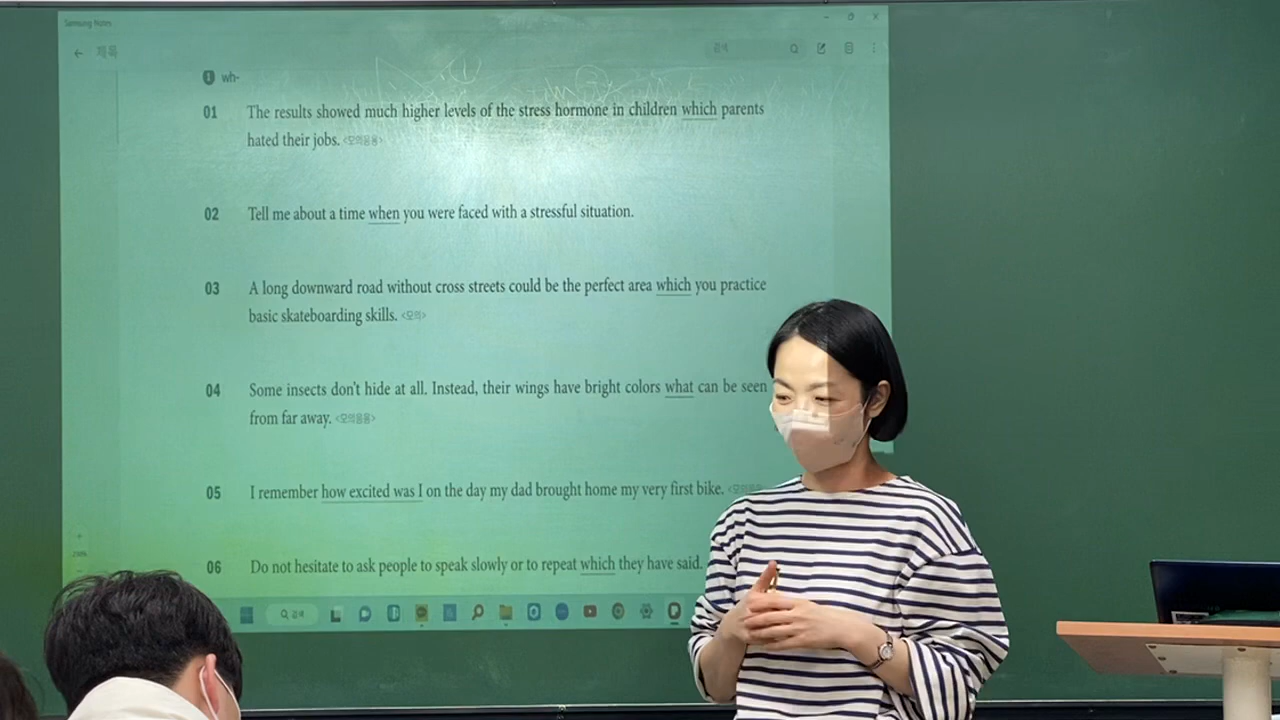 Samsung Notes
제목
검색
1 wh-
01 The results showed much higher levels of the stress hormone in children which parents
hated their jobs. <모의응용>
02 Tell me about a time when you were faced with a stressful situation.
03 A long downward road without cross streets could be the perfect area which you practice
basic skateboarding skills. <모의>
04 Some insects don't hide at all. Instead, their wings have bright colors what can be seen
from far away. <모의응용>
05 I remember how excited was I on the day my dad brought home my very first bike. <모의응용>
06 Do not hesitate to ask people to speak slowly or to repeat which they have said.
검색